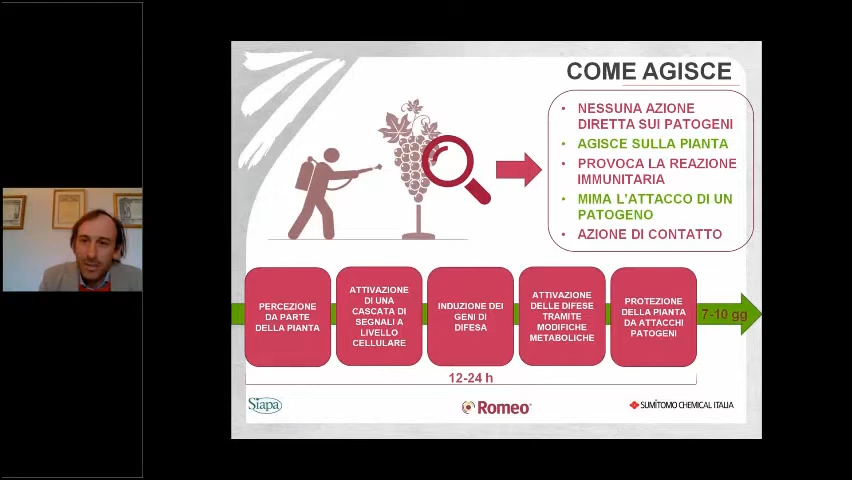 COME AGISCE
• NESSUNA AZIONE
DIRETTA SUI PATOGENI
• AGISCE SULLA PIANTA
• PROVOCA LA REAZIONE
IMMUNITARIA
• MIMA L'ATTACCO DI UN
PATOGENO
• AZIONE DI CONTATTO
PERCEZIONE
DA PARTE
DELLA PIANTA
ATTIVAZIONE
DI UNA
CASCATA DI
SEGNALI A
LIVELLO
CELLULARE
INDUZIONE DEI
GENI DI
DIFESA
ATTIVAZIONE
DELLE DIFESE
TRAMITE
MODIFICHE
METABOLICHE
PROTEZIONE
DELLA PIANTA
DA ATTACCHI
PATOGENI
7-10 gg
12-24 h
Siapa
Romeo
SUMITOMO CHEMICAL ITALIA